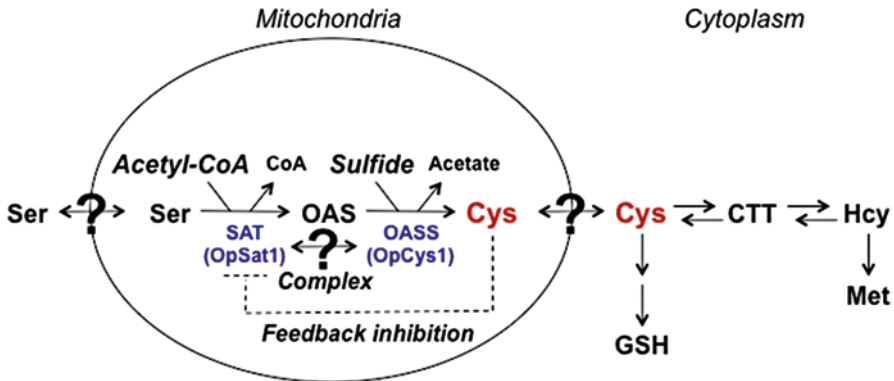 Mitochondria Cytoplasm
Acetyl-CoA CoA Sulfide Acetate
Ser ? Ser OAS Cys ? Cys CTT Hcy
SAT OASS
(OpSat1) ? (OpCys1)
Complex
Met
Feedback inhibition
GSH